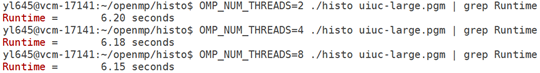 yl645@vcm-17141:~/openmp/histo$ OMP_NUM_THREADS=2 ./histo uiuc-large.pgm | grep Runtime
Runtime = 6.20 seconds
yl645@vcm-17141:~/openmp/histo$ OMP_NUM_THREADS=4 ./histo uiuc-large.pgm | grep Runtime
Runtime = 6.18 seconds
yl645@vcm-17141:~/openmp/histo$ OMP_NUM_THREADS=8 ./histo uiuc-large.pgm | grep Runtime
Runtime = 6.15 seconds